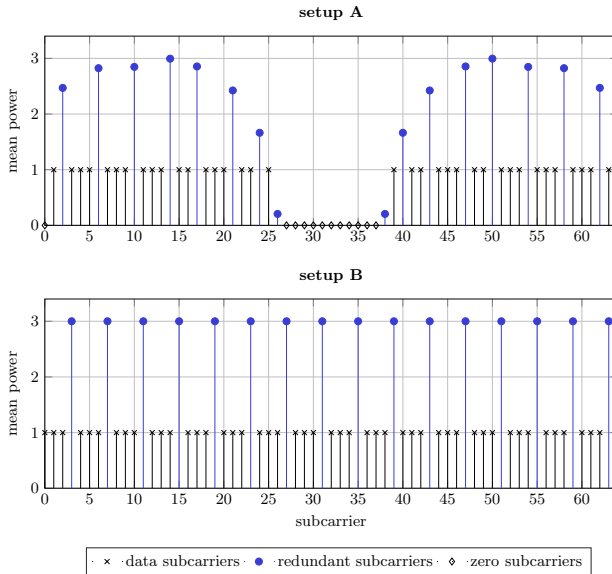 setup A
mean power
3
2
1
0
0 5 10 15 20 25 30 35 40 45 50 55 60
setup B
mean power
3
2
1
0
0 5 10 15 20 25 30 35 40 45 50 55 60
subcarrier
data subcarriers redundant subcarriers zero subcarriers